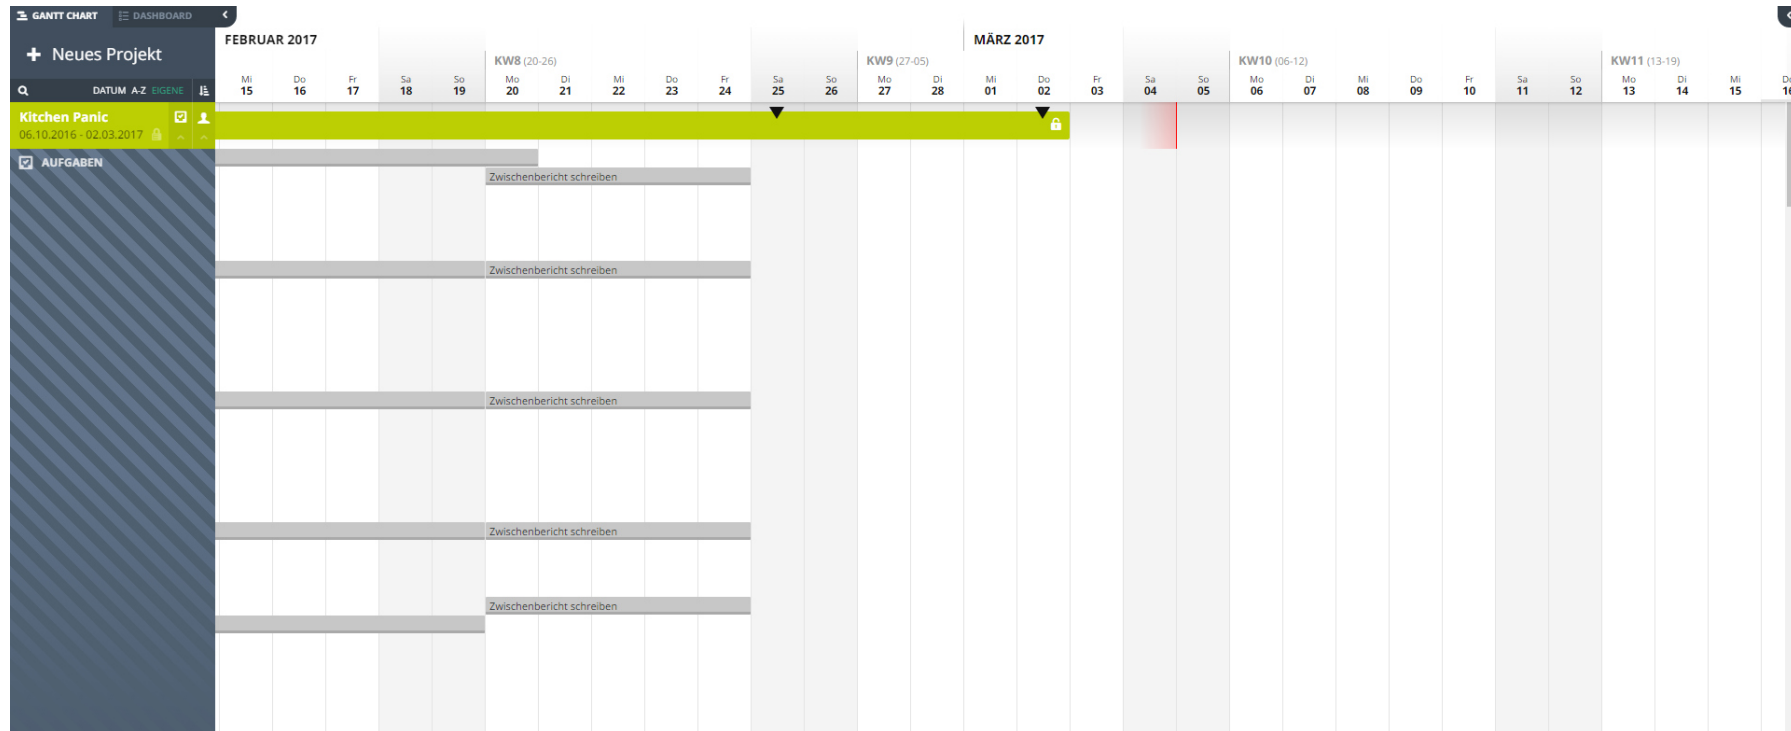 GANTT CHART DASHBOARD
Neues Projekt
DATUM A-Z EIGENE
FEBRUAR 2017 MÄRZ 2017
KW8 (20-26) KW9 (27-05) KW10 (06-12) KW11 (13-19)
Mi Do Fr Sa So Mo Di Mi Do Fr Sa So Mo Di Mi Do Fr Sa So Mo Di Mi Do Fr Sa So Mo Di Mi Do
15 16 17 18 19 20 21 22 23 24 25 26 27 28 01 02 03 04 05 06 07 08 09 10 11 12 13 14 15 16
Kitchen Panic
06.10.2016 - 02.03.2017
AUFGABEN
Zwischenbericht schreiben
Zwischenbericht schreiben
Zwischenbericht schreiben
Zwischenbericht schreiben
Zwischenbericht schreiben